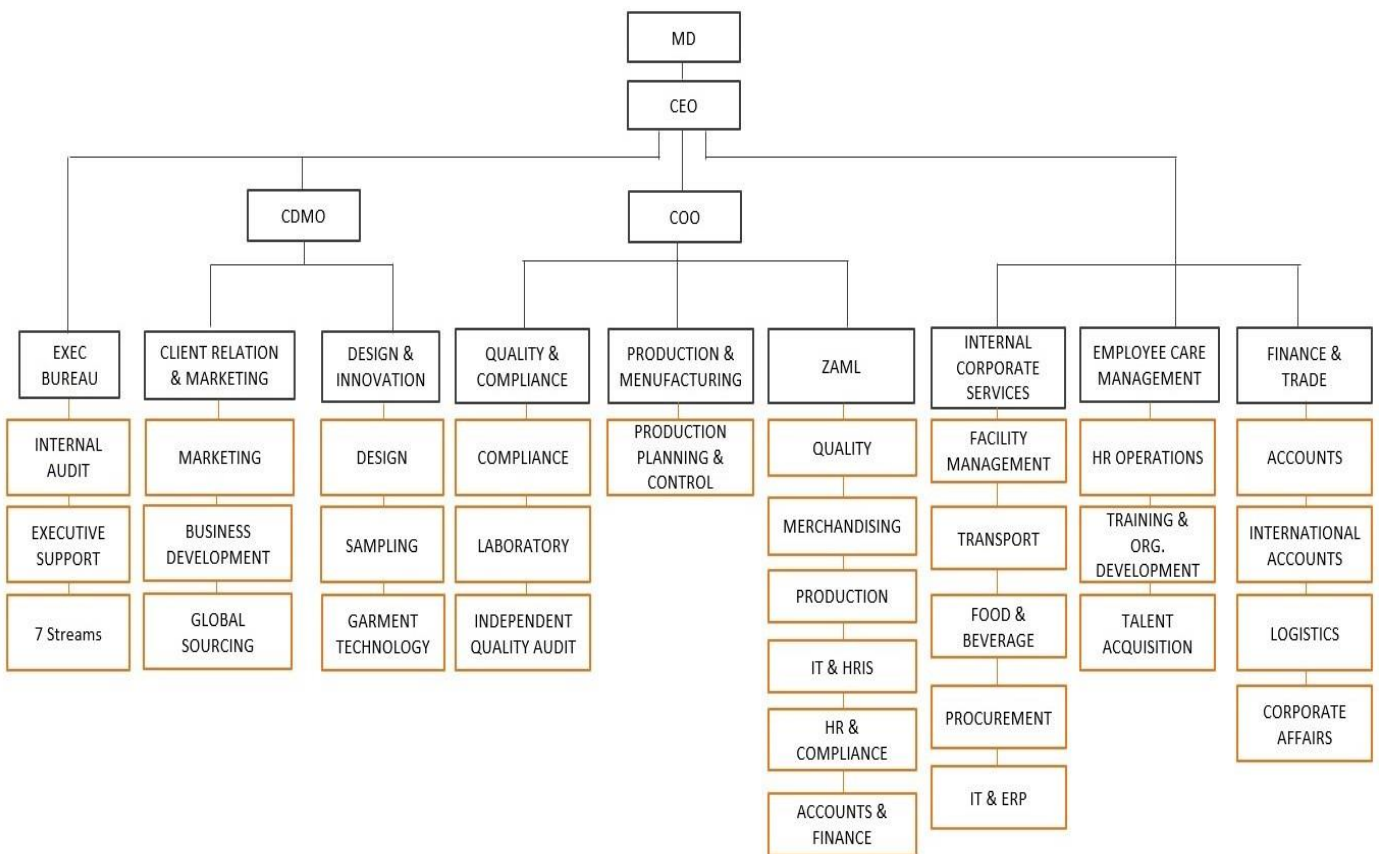 MD
CEO
CDMO
COO
EXEC
BUREAU
CLIENT RELATION
& MARKETING
DESIGN &
INNOVATION
QUALITY &
COMPLIANCE
PRODUCTION &
MENUFACTURING
ZAML
INTERNAL
CORPORATE
SERVICES
EMPLOYEE CARE
MANAGEMENT
FINANCE &
TRADE
INTERNAL
AUDIT
MARKETING
DESIGN
COMPLIANCE
PRODUCTION
PLANNING &
CONTROL
QUALITY
FACILITY
MANAGEMENT
HR OPERATIONS
ACCOUNTS
EXECUTIVE
SUPPORT
BUSINESS
DEVELOPMENT
SAMPLING
LABORATORY
MERCHANDISING
TRANSPORT
TRAINING &
ORG.
DEVELOPMENT
INTERNATIONAL
ACCOUNTS
PRODUCTION
7 Streams
GLOBAL
SOURCING
GARMENT
TECHNOLOGY
INDEPENDENT
QUALITY AUDIT
FOOD &
BEVERAGE
TALENT
ACQUISITION
LOGISTICS
IT & HRIS
HR &
COMPLIANCE
PROCUREMENT
CORPORATE
AFFAIRS
IT & ERP
ACCOUNTS &
FINANCE